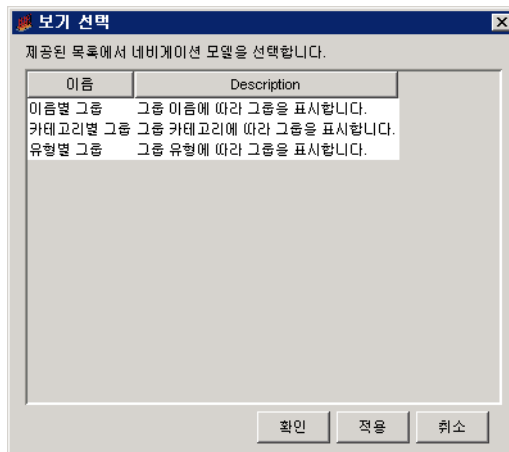 보기 선택
제공된 목록에서 네비게이션 모델을 선택합니다.
이름 Description
이름별 그룹 그룹 이름에 따라 그룹을 표시합니다.
카테고리별 그룹 그룹 카테고리에 따라 그룹을 표시합니다.
유형별 그룹 그룹 유형에 따라 그룹을 표시합니다.
확인 적용 취소